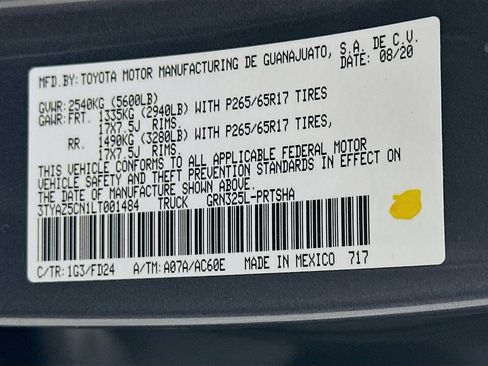 MFD.BY:TOYOTA MOTOR MANUFACTURING DE GUANAJUATO, S.A. DE C.V.
DATE: 08/20
GVWR:2540KG (5600LB)
GAWR:FRT. 1335KG (2940LB) WITH P265/65R17 TIRES
17X7.5J RIMS.
RR. 1490KG (3280LB) WITH P265/65R17 TIRES,
17X7.5J RIMS.
THIS VEHICLE CONFORMS TO ALL APPLICABLE FEDERAL MOTOR
VEHICLE SAFETY AND THEFT PREVENTION STANDARDS IN EFFECT ON
THE DATE OF MANUFACTURE SHOWN ABOVE.
3TYAZ5CN1LT001484 TRUCK GRN325L-PRTSHA
C/TR:1G3/FD24 A/TM:A07A/AC60E MADE IN MEXICO 717